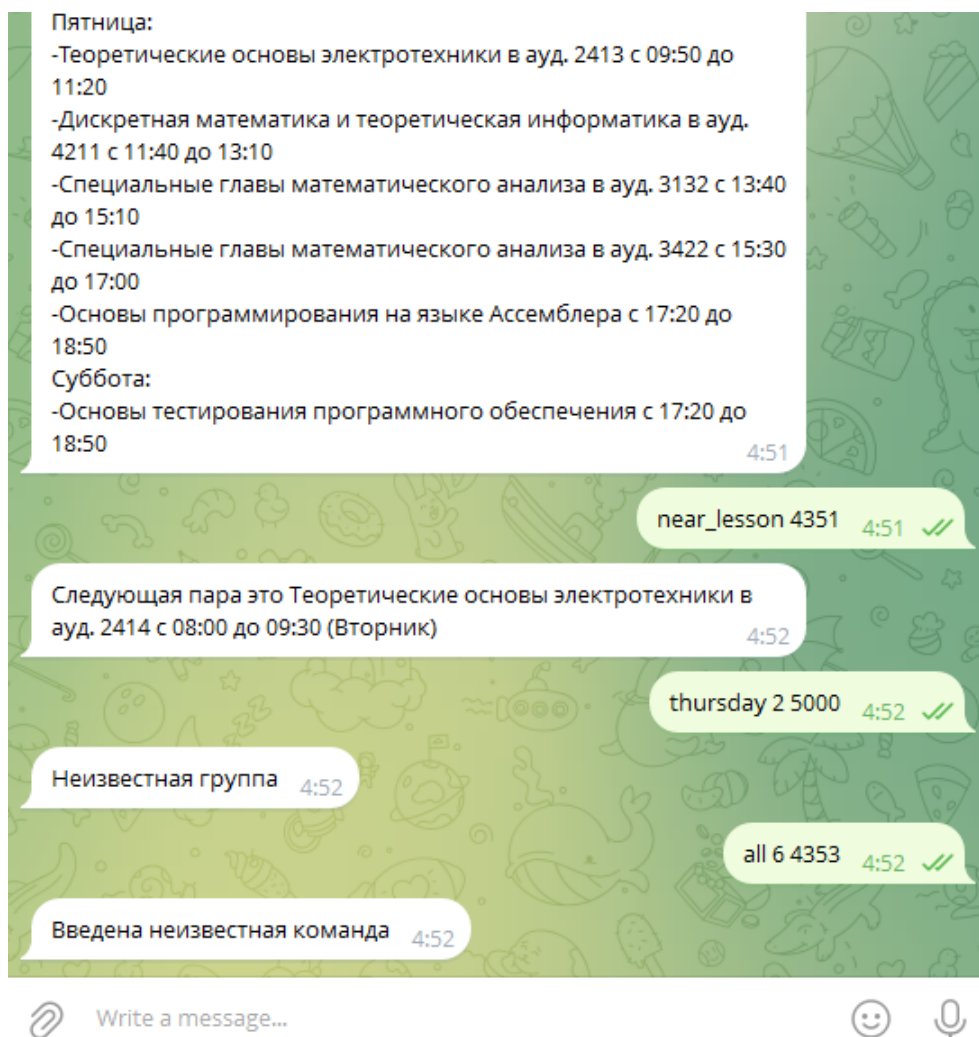 Пятница:
-Теоретические основы электротехники в ауд. 2413 с 09:50 до
11:20
-Дискретная математика и теоретическая информатика в ауд.
4211 с 11:40 до 13:10
-Специальные главы математического анализа в ауд. 3132 с 13:40
до 15:10
-Специальные главы математического анализа в ауд. 3422 с 15:30
до 17:00
-Основы программирования на языке Ассемблера с 17:20 до
18:50
Суббота:
-Основы тестирования программного обеспечения с 17:20 до
18:50
4:51
near_lesson 4351 4:51
Следующая пара это Теоретические основы электротехники в
ауд. 2414 с 08:00 до 09:30 (Вторник)
4:52
thursday 2 5000 4:52
Неизвестная группа 4:52
all 6 4353 4:52
Введена неизвестная команда 4:52
Write a message...